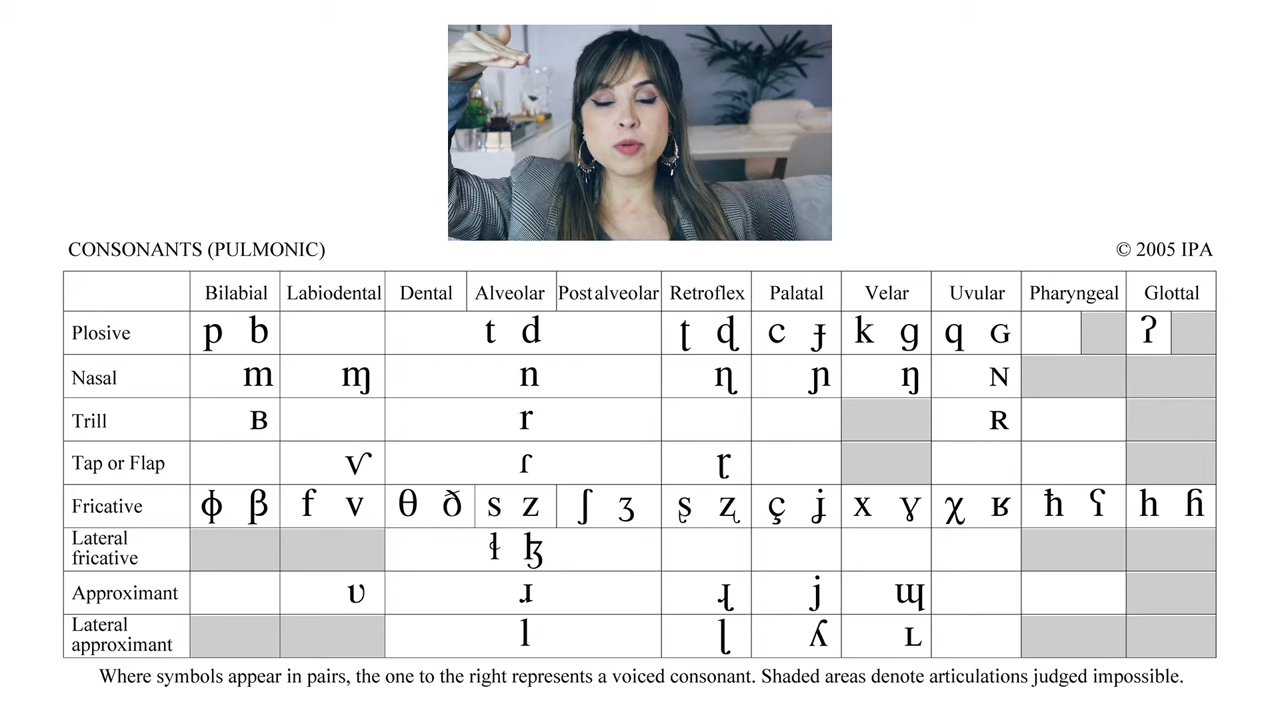 CONSONANTS (PULMONIC) © 2005 IPA
Bilabial Labiodental Dental Alveolar Postalveolar Retroflex Palatal Velar Uvular Pharyngeal Glottal
Plosive p b t d ʈ ɖ c ɟ k ɡ q ɢ ʔ
Nasal m ɱ n ɳ ɲ ŋ ɴ
Trill ʙ r ʀ
Tap or Flap ⱱ ɾ ɽ
Fricative ɸ β f v θ ð s z ʃ ʒ ʂ ʐ ç ʝ x ɣ χ ʁ ħ ʕ h ɦ
Lateral
fricative ɬ ɮ
Approximant ʋ ɹ ɻ j ɰ
Lateral
approximant l ɭ ʎ ʟ
Where symbols appear in pairs, the one to the right represents a voiced consonant. Shaded areas denote articulations judged impossible.